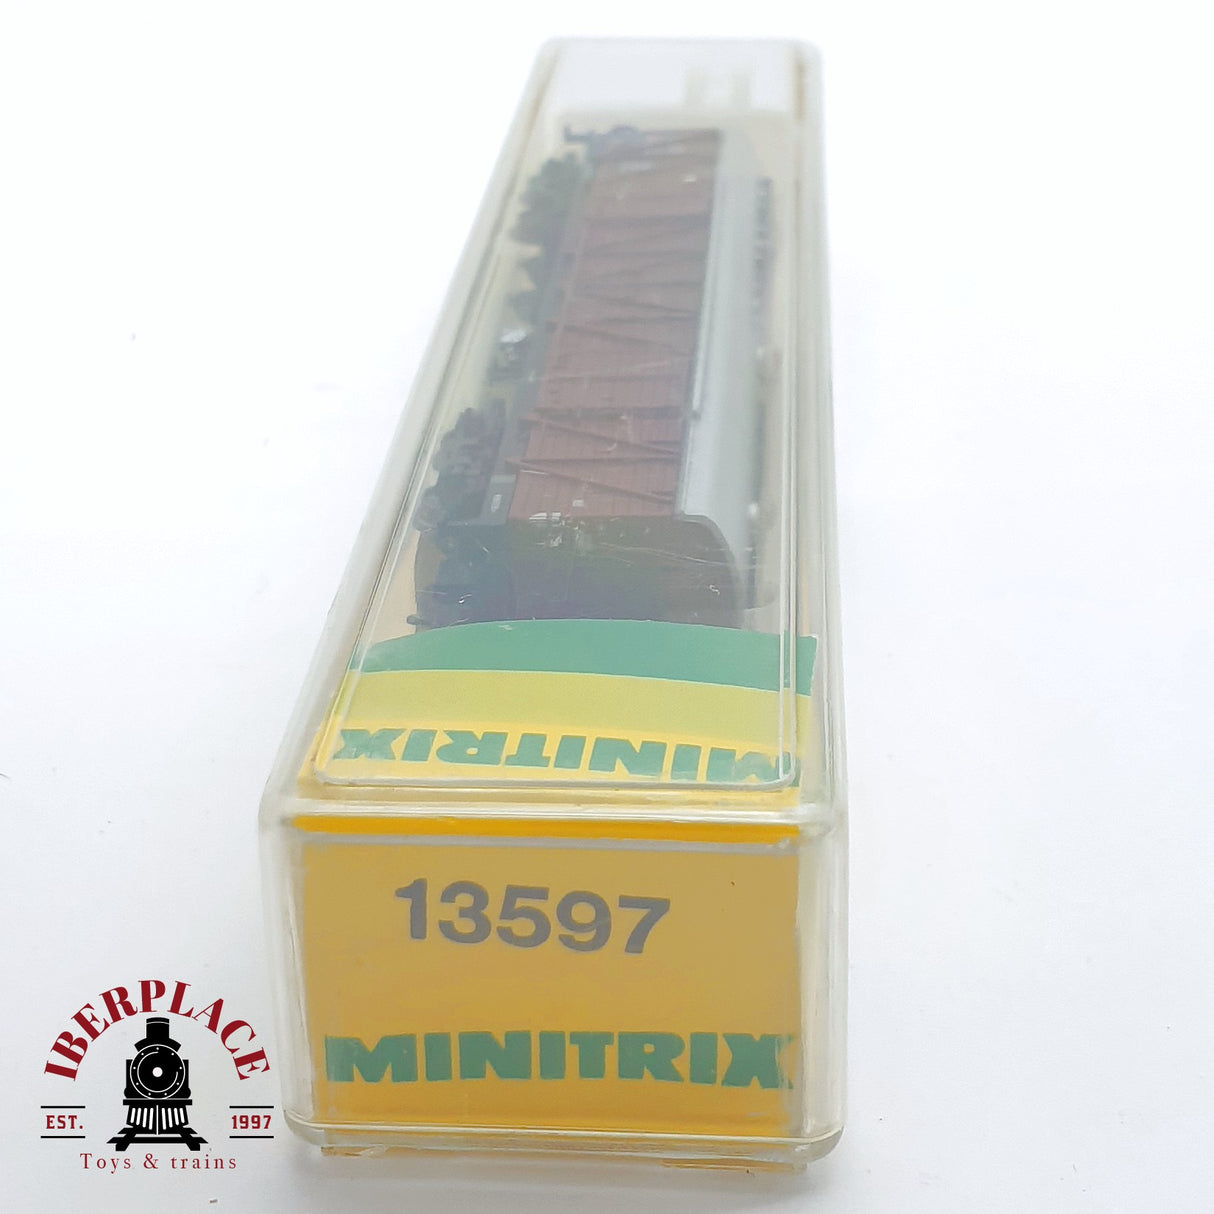 MINITRIX
13597
MINITRIX
IBERPLACE
EST. 1997
Toys & trains